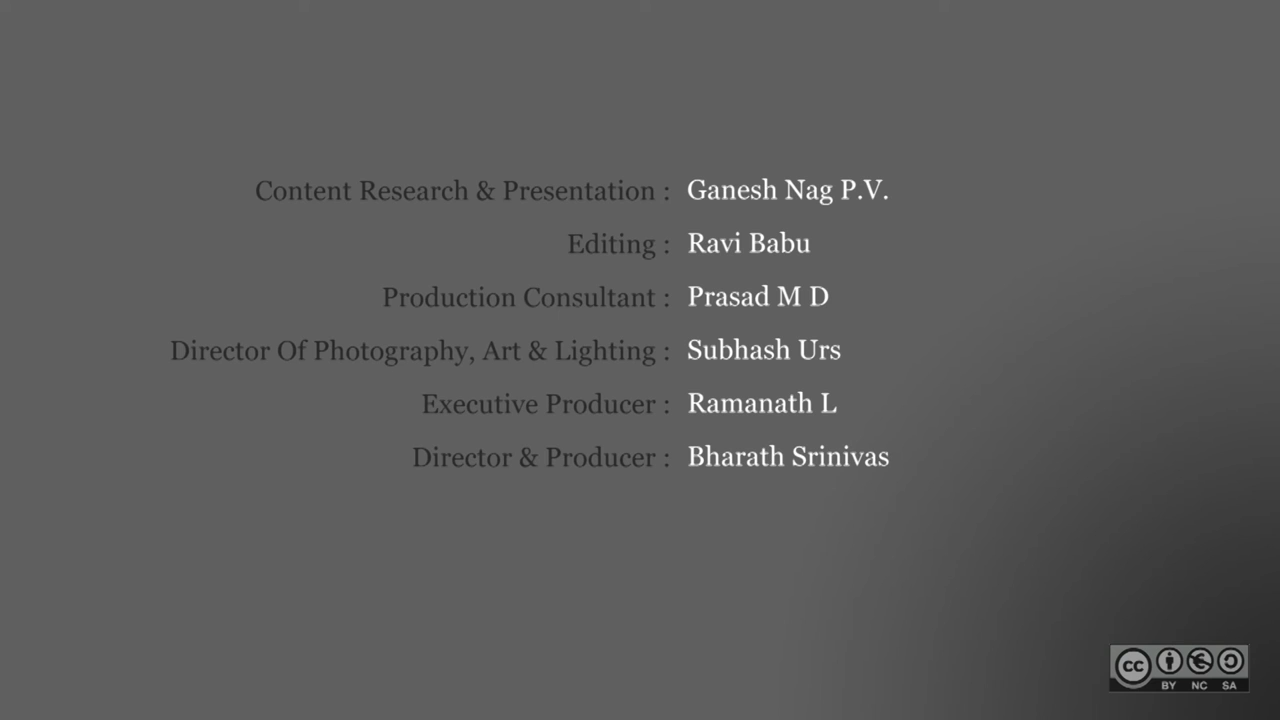 Content Research & Presentation : Ganesh Nag P.V.
Editing : Ravi Babu
Production Consultant : Prasad M D
Director Of Photography, Art & Lighting : Subhash Urs
Executive Producer : Ramanath L
Director & Producer : Bharath Srinivas
cc BY NC SA